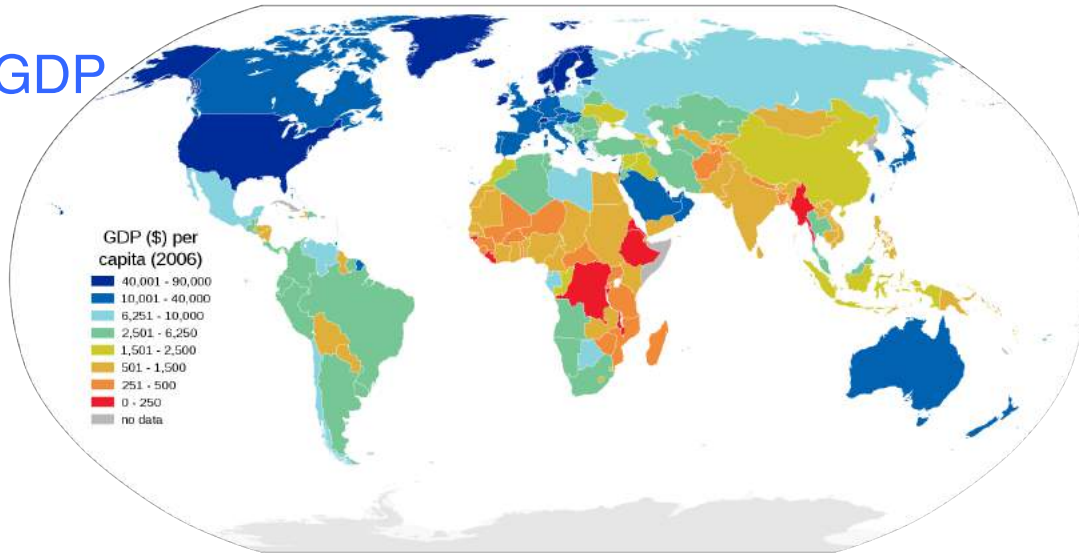 GDP
GDP ($) per
capita (2006)
40,001 - 90,000
10,001 - 40,000
6,251 - 10,000
2,501 - 6,250
1,501 - 2,500
501 - 1,500
251 - 500
0 - 250
no data